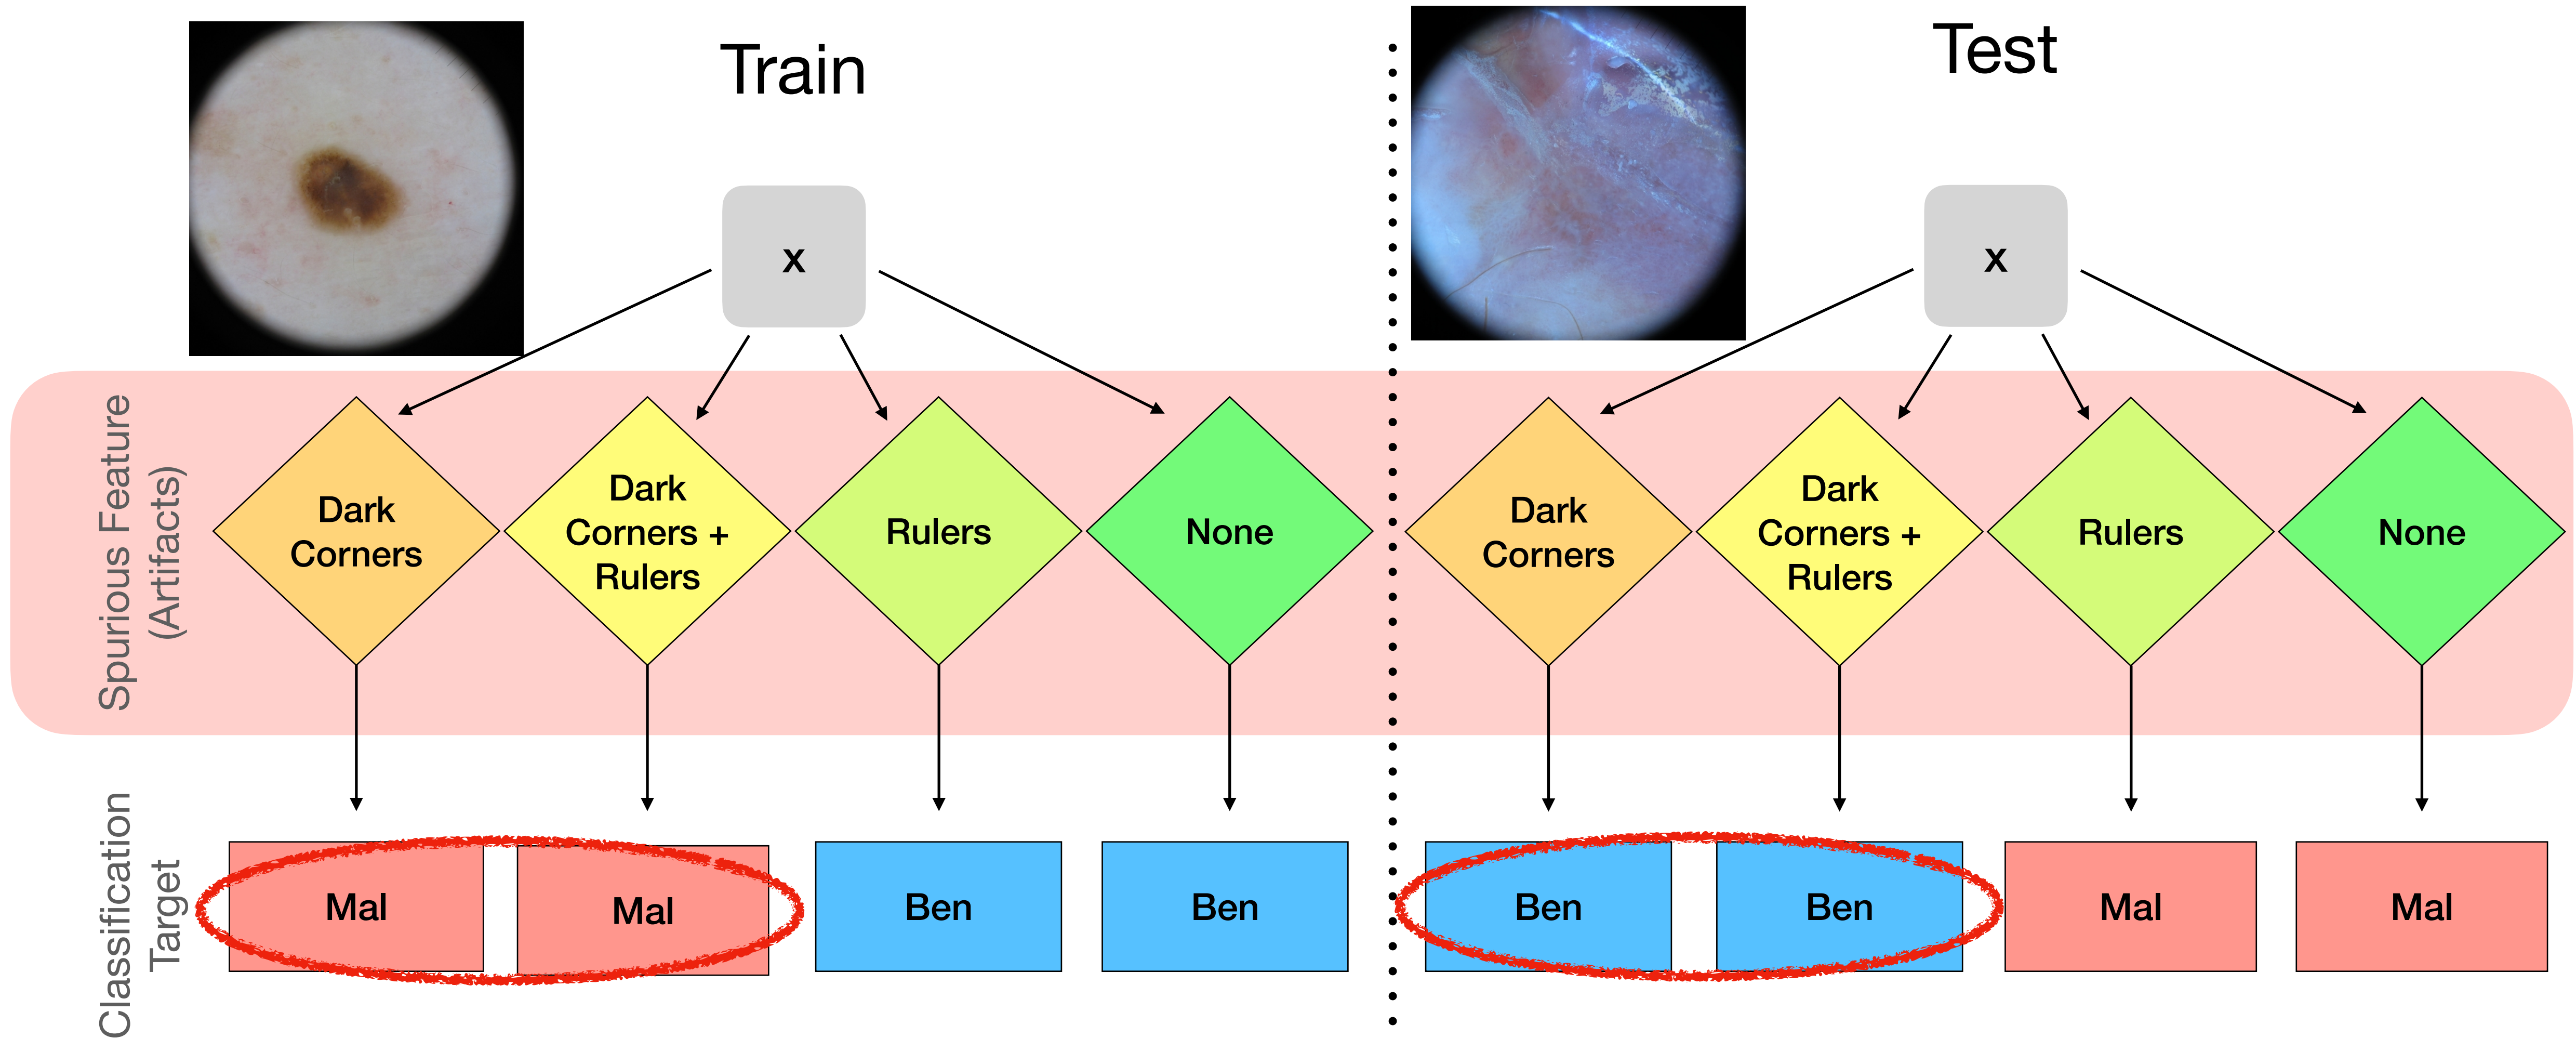 Train
Test
x
x
Spurious Feature
(Artifacts)
Dark
Corners
Dark
Corners +
Rulers
Rulers
None
Dark
Corners
Dark
Corners +
Rulers
Rulers
None
Classification
Target
Mal
Mal
Ben
Ben
Ben
Ben
Mal
Mal